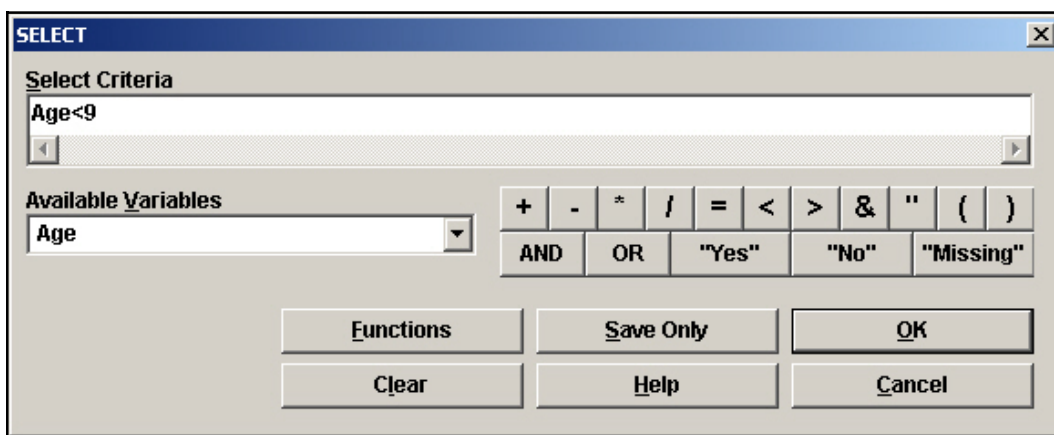 SELECT
Select Criteria
Age<9
Available Variables
Age
+ - * / = < > & " ( )
AND OR "Yes" "No" "Missing"
Functions Save Only OK
Clear Help Cancel